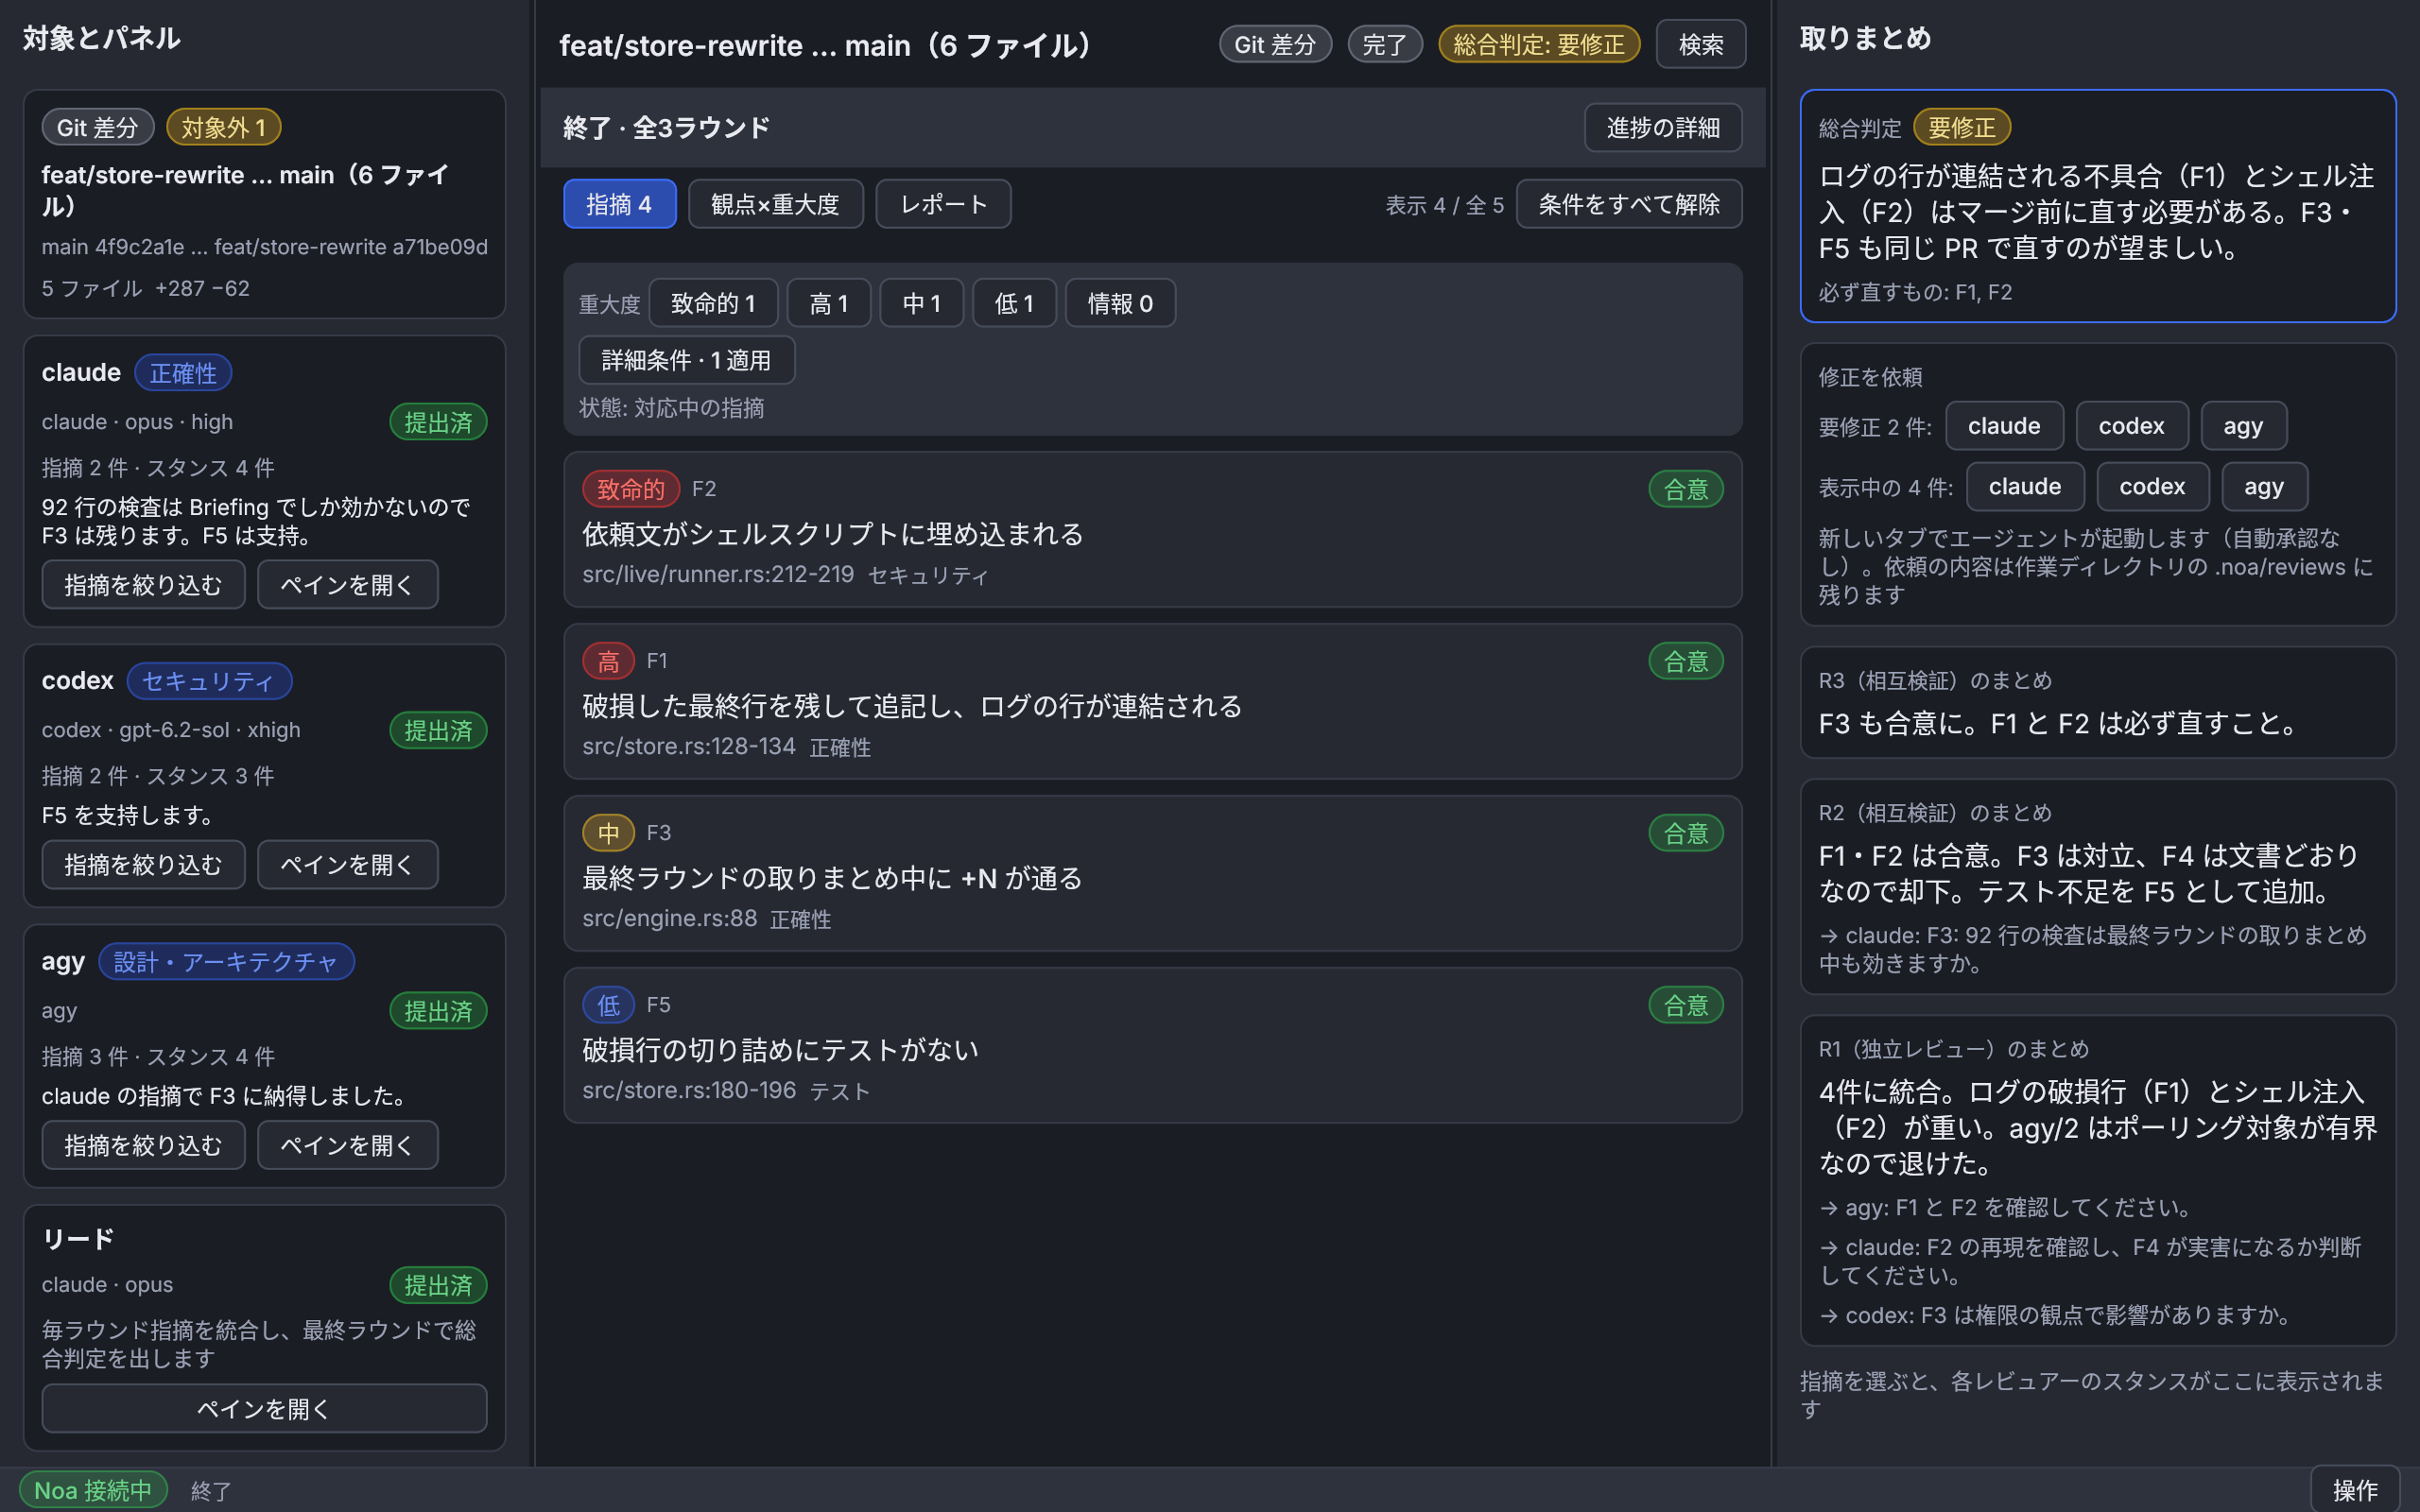 対象とパネル
Git 差分 対象外 1
feat/store-rewrite … main（6 ファイ
ル）
main 4f9c2a1e … feat/store-rewrite a71be09d
5 ファイル +287 −62
claude 正確性
claude · opus · high 提出済
指摘 2 件 · スタンス 4 件
92 行の検査は Briefing でしか効かないので
F3 は残ります。F5 は支持。
指摘を絞り込む ペインを開く
codex セキュリティ
codex · gpt-6.2-sol · xhigh 提出済
指摘 2 件 · スタンス 3 件
F5 を支持します。
指摘を絞り込む ペインを開く
agy 設計・アーキテクチャ
agy 提出済
指摘 3 件 · スタンス 4 件
claude の指摘で F3 に納得しました。
指摘を絞り込む ペインを開く
リード
claude · opus 提出済
毎ラウンド指摘を統合し、最終ラウンドで総
合判定を出します
ペインを開く
feat/store-rewrite … main（6 ファイル） Git 差分 完了 総合判定: 要修正 検索
終了 · 全3ラウンド 進捗の詳細
指摘 4 観点×重大度 レポート 表示 4 / 全 5 条件をすべて解除
重大度 致命的 1 高 1 中 1 低 1 情報 0
詳細条件 · 1 適用
状態: 対応中の指摘
致命的 F2 合意
依頼文がシェルスクリプトに埋め込まれる
src/live/runner.rs:212-219 セキュリティ
高 F1 合意
破損した最終行を残して追記し、ログの行が連結される
src/store.rs:128-134 正確性
中 F3 合意
最終ラウンドの取りまとめ中に +N が通る
src/engine.rs:88 正確性
低 F5 合意
破損行の切り詰めにテストがない
src/store.rs:180-196 テスト
取りまとめ
総合判定 要修正
ログの行が連結される不具合（F1）とシェル注
入（F2）はマージ前に直す必要がある。F3・
F5 も同じ PR で直すのが望ましい。
必ず直すもの: F1, F2
修正を依頼
要修正 2 件: claude codex agy
表示中の 4 件: claude codex agy
新しいタブでエージェントが起動します（自動承認な
し）。依頼の内容は作業ディレクトリの .noa/reviews に
残ります
R3（相互検証）のまとめ
F3 も合意に。F1 と F2 は必ず直すこと。
R2（相互検証）のまとめ
F1・F2 は合意。F3 は対立、F4 は文書どおり
なので却下。テスト不足を F5 として追加。
→ claude: F3: 92 行の検査は最終ラウンドの取りまとめ
中も効きますか。
R1（独立レビュー）のまとめ
4件に統合。ログの破損行（F1）とシェル注入
（F2）が重い。agy/2 はポーリング対象が有界
なので退けた。
→ agy: F1 と F2 を確認してください。
→ claude: F2 の再現を確認し、F4 が実害になるか判断
してください。
→ codex: F3 は権限の観点で影響がありますか。
指摘を選ぶと、各レビュアーのスタンスがここに表示されま
す
Noa 接続中 終了 操作